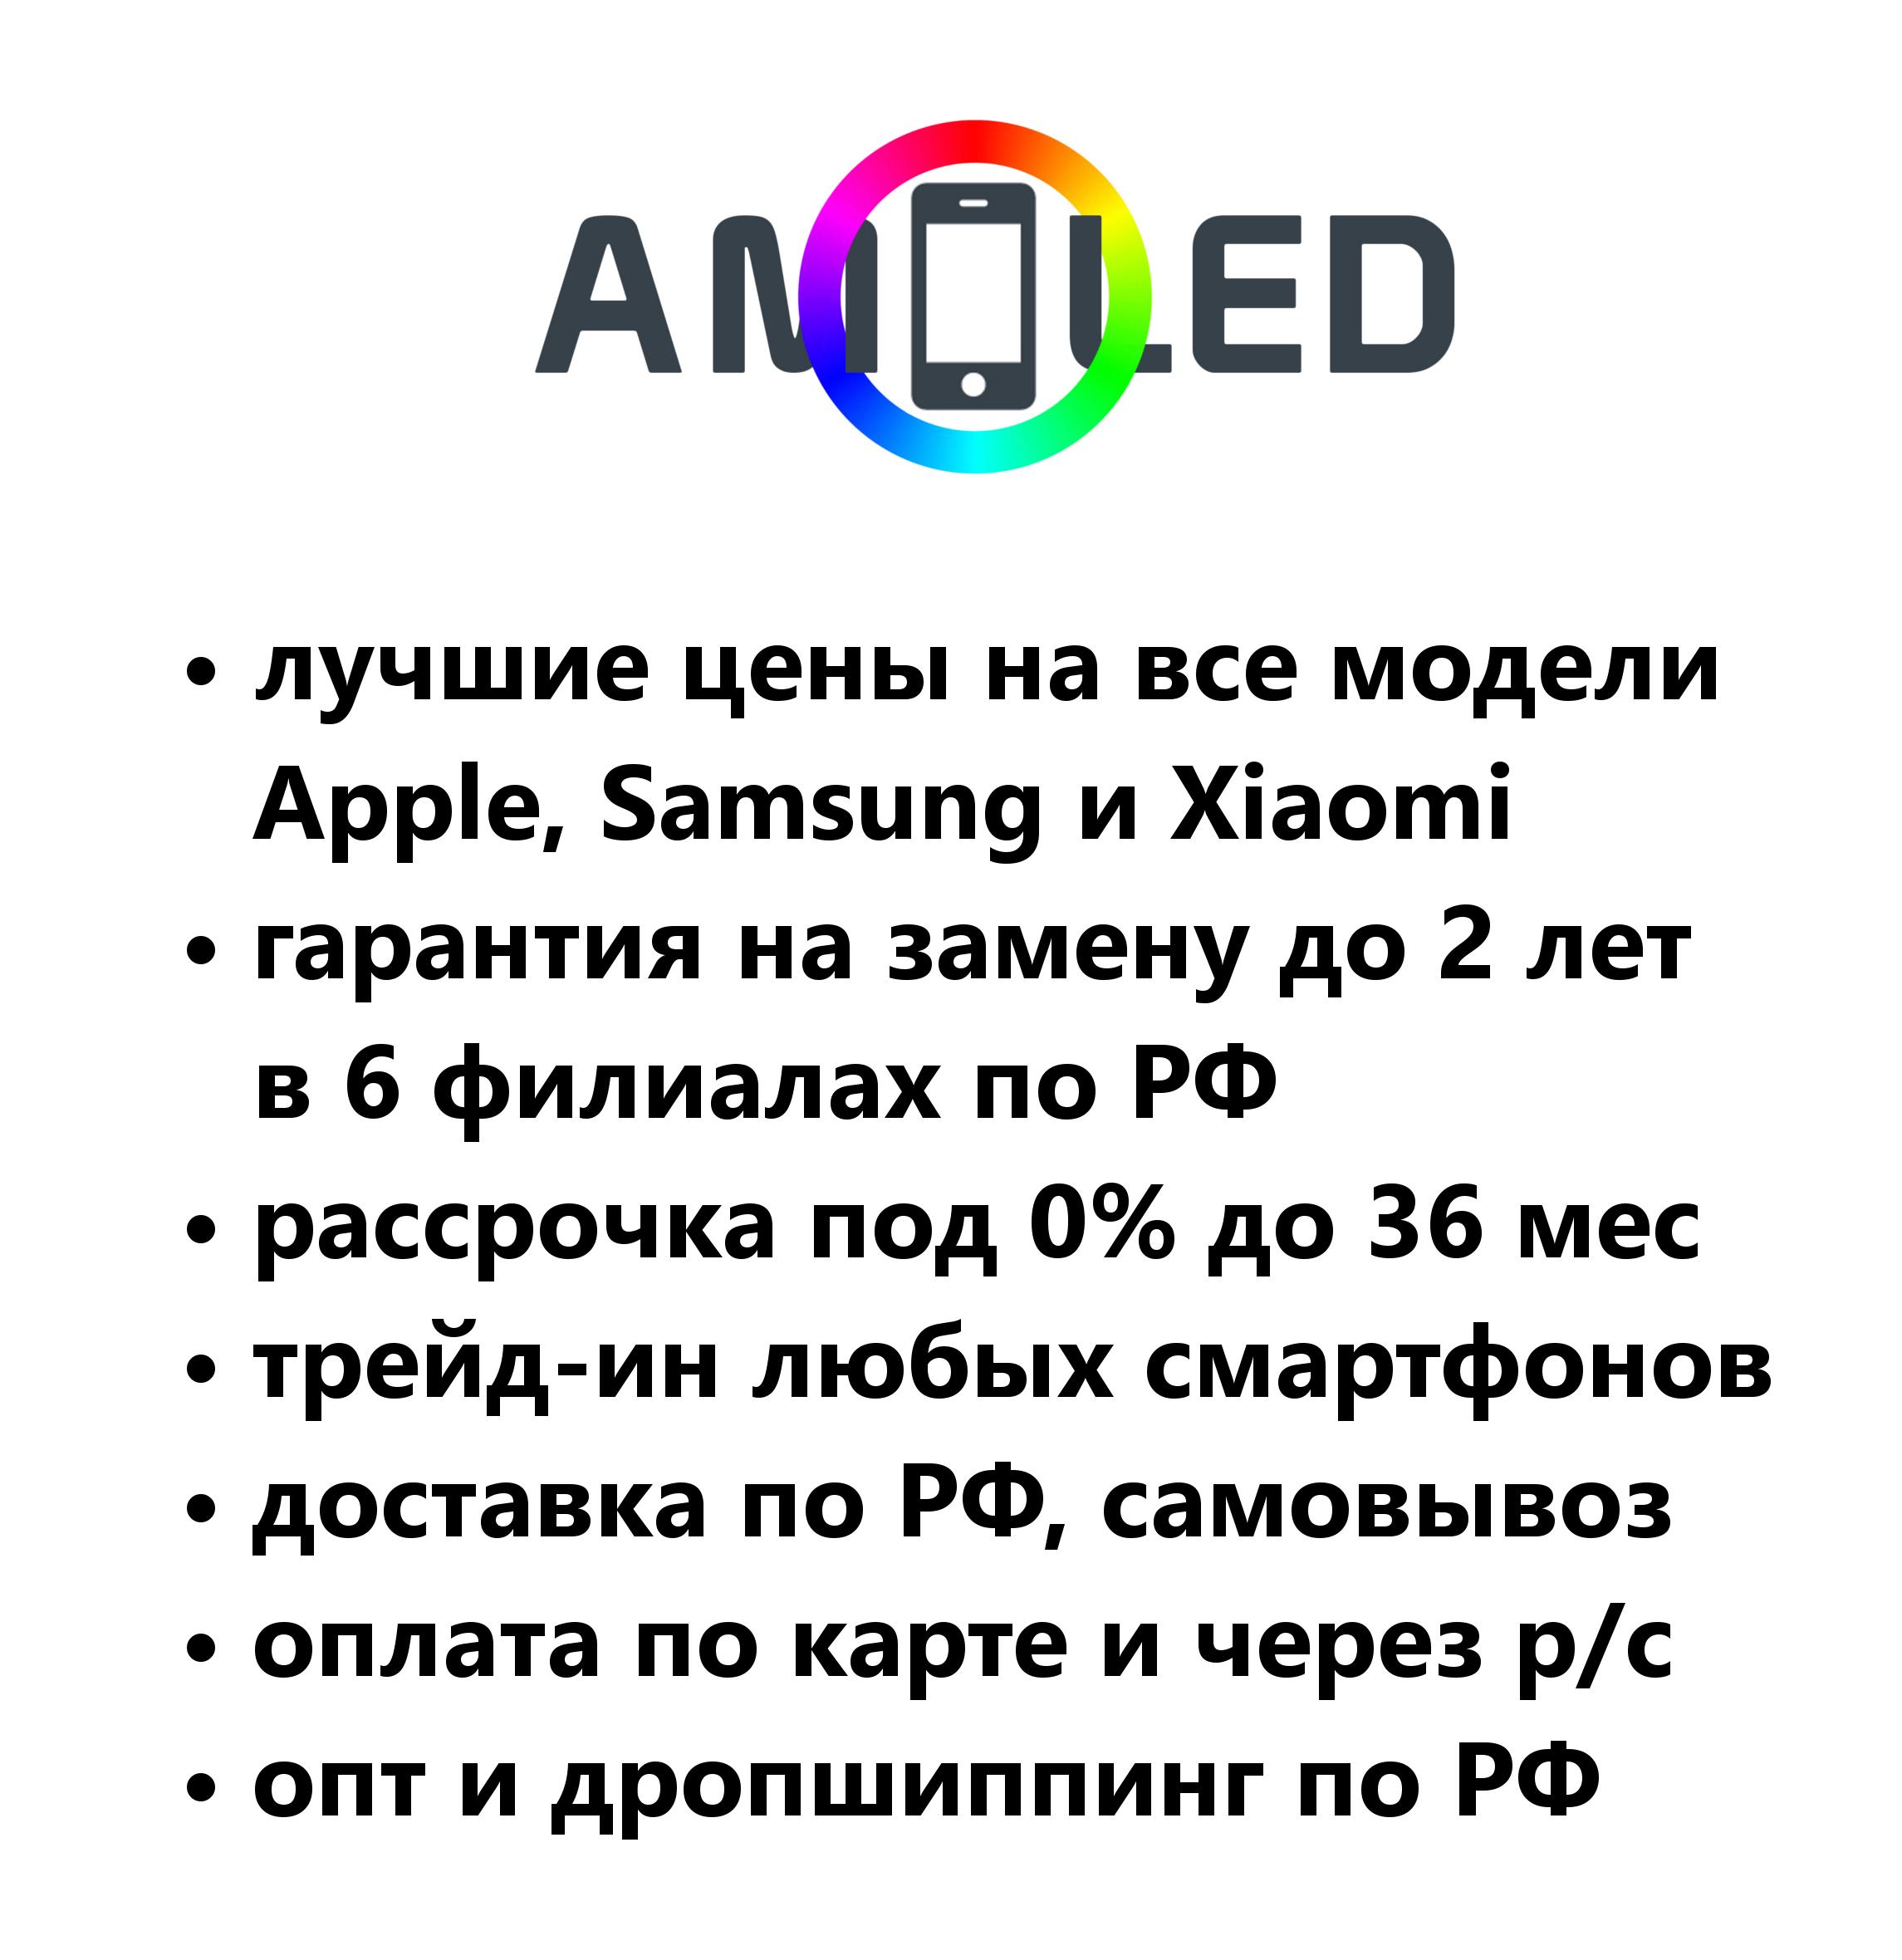 AMOLED
• лучшие цены на все модели
Apple, Samsung и Xiaomi
• гарантия на замену до 2 лет
в 6 филиалах по РФ
• рассрочка под 0% до 36 мес
• трейд-ин любых смартфонов
• доставка по РФ, самовывоз
• оплата по карте и через р/с
• опт и дропшиппинг по РФ